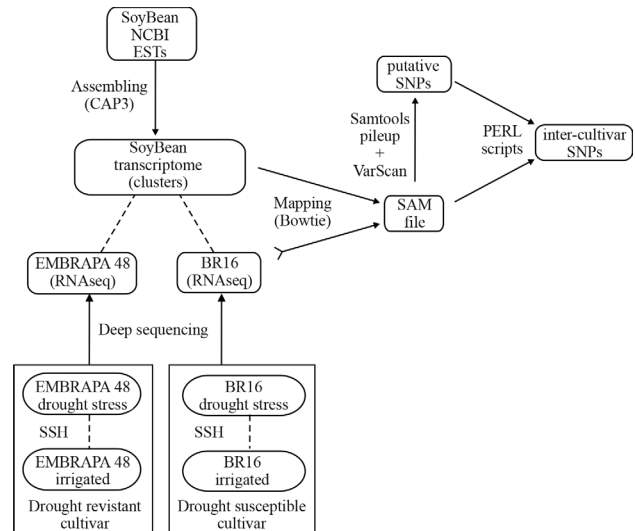 SoyBean
NCBI
ESTs
Assembling
(CAP3)
SoyBean
transcriptome
(clusters)
putative
SNPs
Samtools
pileup
+
VarScan
PERL
scripts
inter-cultivar
SNPs
Mapping
(Bowtie)
SAM
file
EMBRAPA 48
(RNAseq)
BR16
(RNAseq)
Deep sequencing
EMBRAPA 48
drought stress
SSH
EMBRAPA 48
irrigated
Drought revistant
cultivar
BR16
drought stress
SSH
BR16
irrigated
Drought susceptible
cultivar